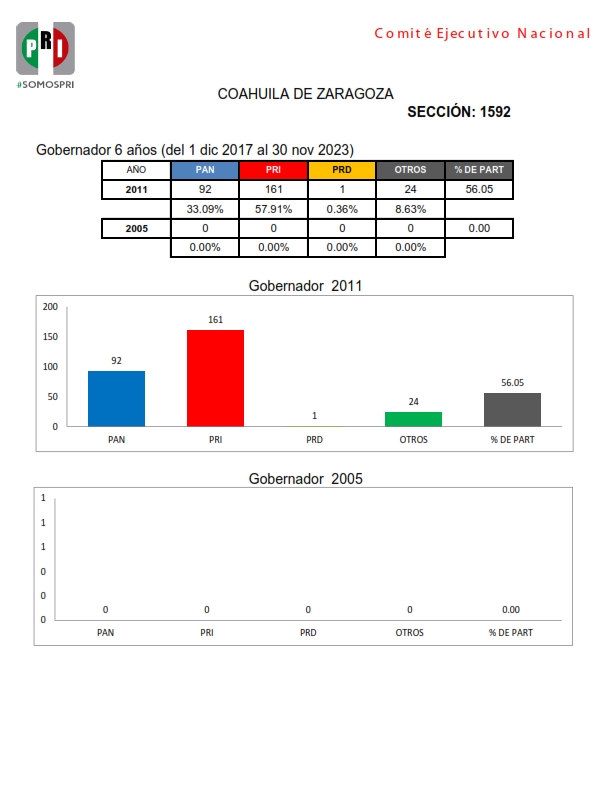 PRI
#SOMOSPRI
Comité Ejecutivo Nacional
COAHUILA DE ZARAGOZA
SECCIÓN: 1592
Gobernador 6 años (del 1 dic 2017 al 30 nov 2023)
AÑO PAN PRI PRD OTROS % DE PART
2011 92 161 1 24 56.05
33.09% 57.91% 0.36% 8.63%
2005 0 0 0 0 0.00
0.00% 0.00% 0.00% 0.00%
Gobernador 2011
200
150
100
50
0
92
161
1
24
56.05
PAN PRI PRD OTROS % DE PART
Gobernador 2005
1
1
1
0
0
0
0 0 0 0 0.00
PAN PRI PRD OTROS % DE PART